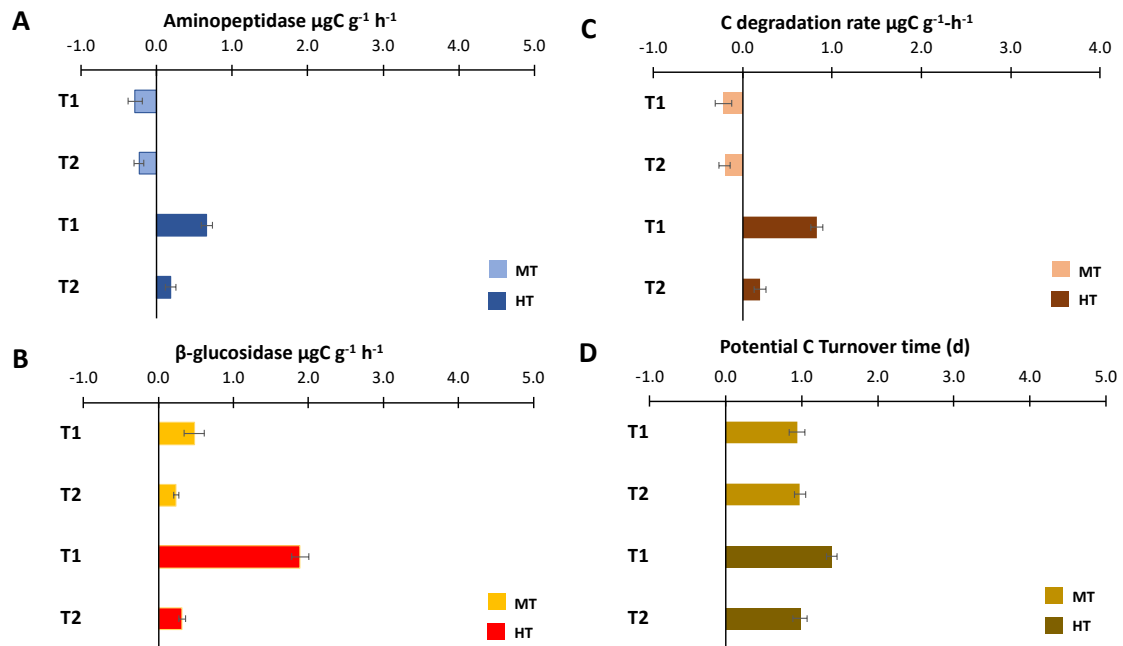 A
Aminopeptidase µgC g⁻¹ h⁻¹
-1.0 0.0 1.0 2.0 3.0 4.0 5.0
T1
T2
T1
T2
MT
HT
B
β-glucosidase µgC g⁻¹ h⁻¹
-1.0 0.0 1.0 2.0 3.0 4.0 5.0
T1
T2
T1
T2
MT
HT
C
C degradation rate µgC g⁻¹-h⁻¹
-1.0 0.0 1.0 2.0 3.0 4.0
T1
T2
T1
T2
MT
HT
D
Potential C Turnover time (d)
-1.0 0.0 1.0 2.0 3.0 4.0 5.0
T1
T2
T1
T2
MT
HT